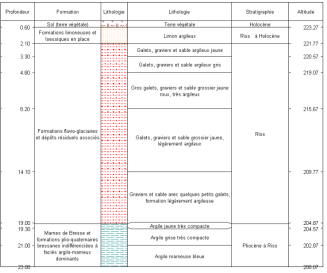 Profondeur Formation Lithologie Lithologie Stratigraphie Altitude
Sol (terre végétale) Terre végétale Holocène
0.60 223.27
Formations limoneuses et
loessiques en place
Limon argileux
Riss à Holocène
2.10 221.77
Galets, graviers et sable argileux jaune
3.30 220.57
Galets, graviers et sable argileux gris
4.80 219.07
Gros galets, graviers et sable grossier jaune
roux, très argileux
8.20 215.67
Formations fluvio-glaciaires
et dépôts résiduels associés
Galets, graviers et sable grossier jaune,
légèrement argileux
Riss
14.10 209.77
Graviers et sable avec quelques petits galets,
formation légèrement argileuse
19.00 204.87
Argile jaune très compacte
19.30 204.57
Marnes de Bresse et
formations plio-quaternaires
bressanes indifférenciées à
faciès argilo-marneux
dominants
Argile grise très compacte
Pliocène à Riss
21.00 202.87
Argile marneuse bleue
23.00 200.87